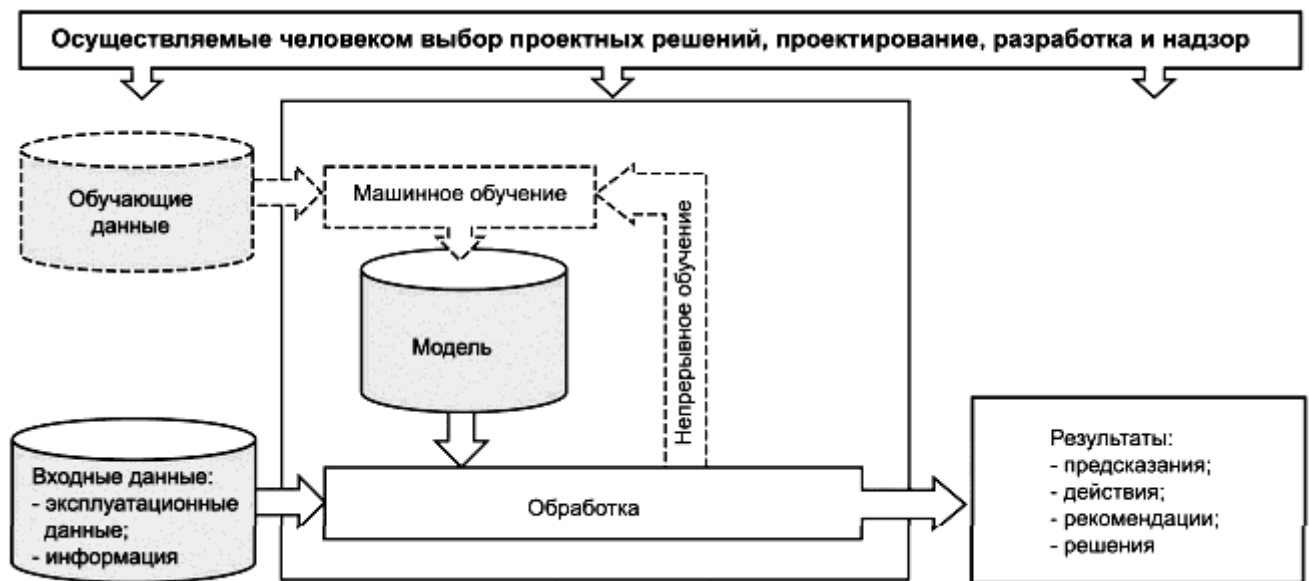 Осуществляемые человеком выбор проектных решений, проектирование, разработка и надзор
Обучающие
данные
Машинное обучение
Модель
Непрерывное обучение
Входные данные:
- эксплуатационные
данные;
- информация
Обработка
Результаты:
- предсказания;
- действия;
- рекомендации;
- решения